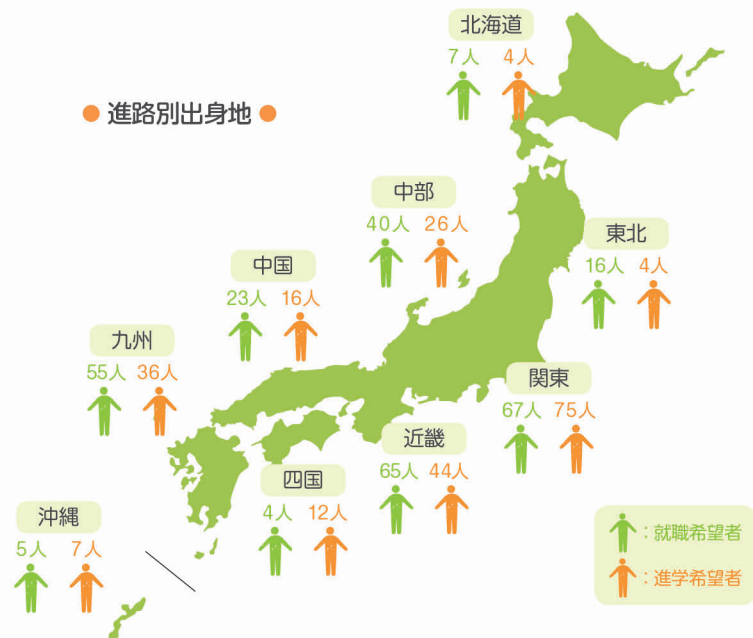 ● 進路別出身地 ●
北海道
7人 4人
中部
40人 26人
東北
16人 4人
中国
23人 16人
九州
55人 36人
関東
67人 75人
近畿
65人 44人
四国
4人 12人
沖縄
5人 7人
:就職希望者
:進学希望者